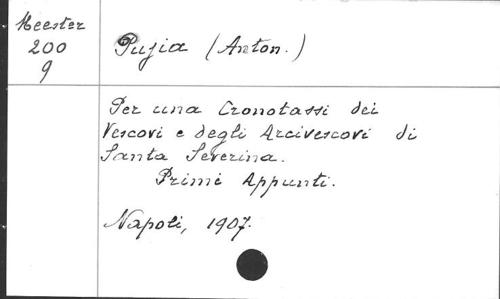 Meester
200
9
Pujia (Anton.)
Per una Cronotassi dei
Vescovi e degli Arcivescovi di
Santa Severina.
Primi Appunti.
Napoli, 1907.